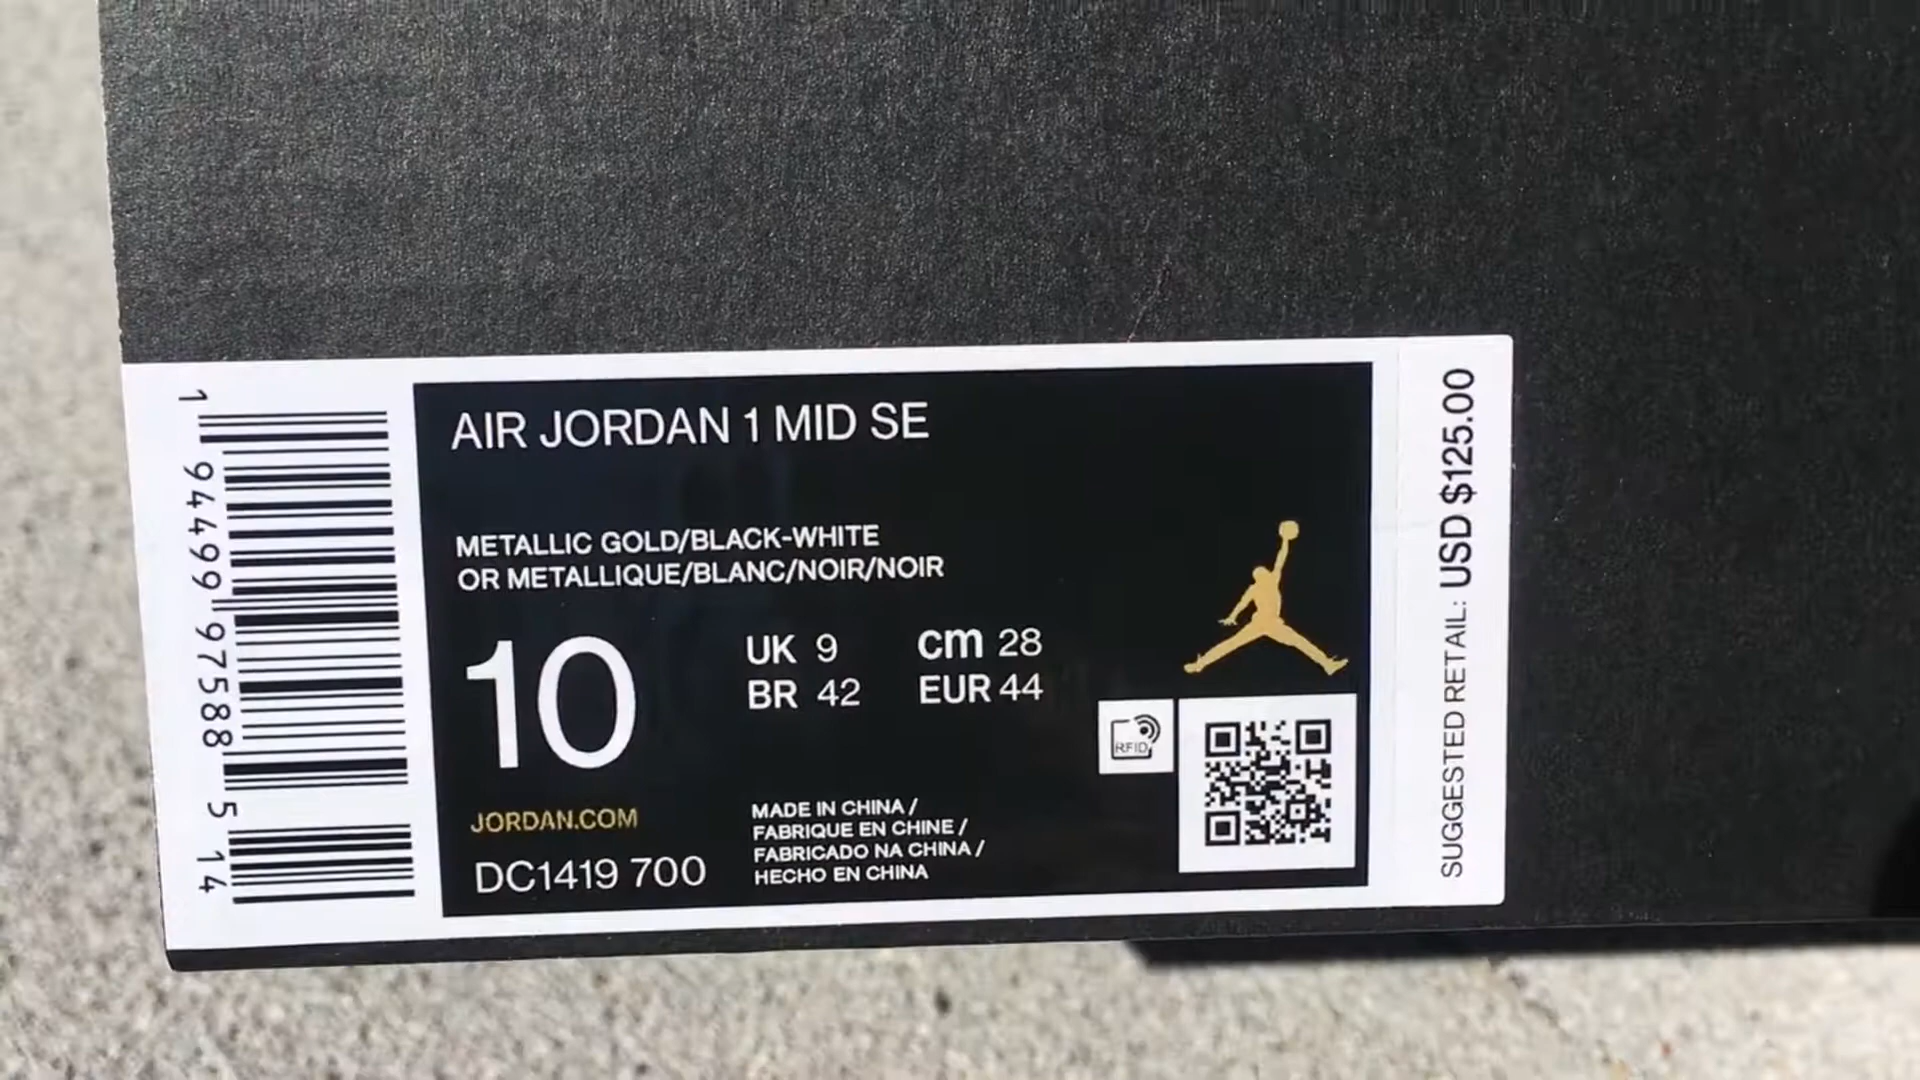 AIR JORDAN 1 MID SE
METALLIC GOLD/BLACK-WHITE
OR METALLIQUE/BLANC/NOIR/NOIR
10
UK 9
cm 28
BR 42
EUR 44
RFID
JORDAN.COM
DC1419 700
MADE IN CHINA /
FABRIQUE EN CHINE /
FABRICADO NA CHINA /
HECHO EN CHINA
1 94499 97588 5 14
SUGGESTED RETAIL: USD $125.00